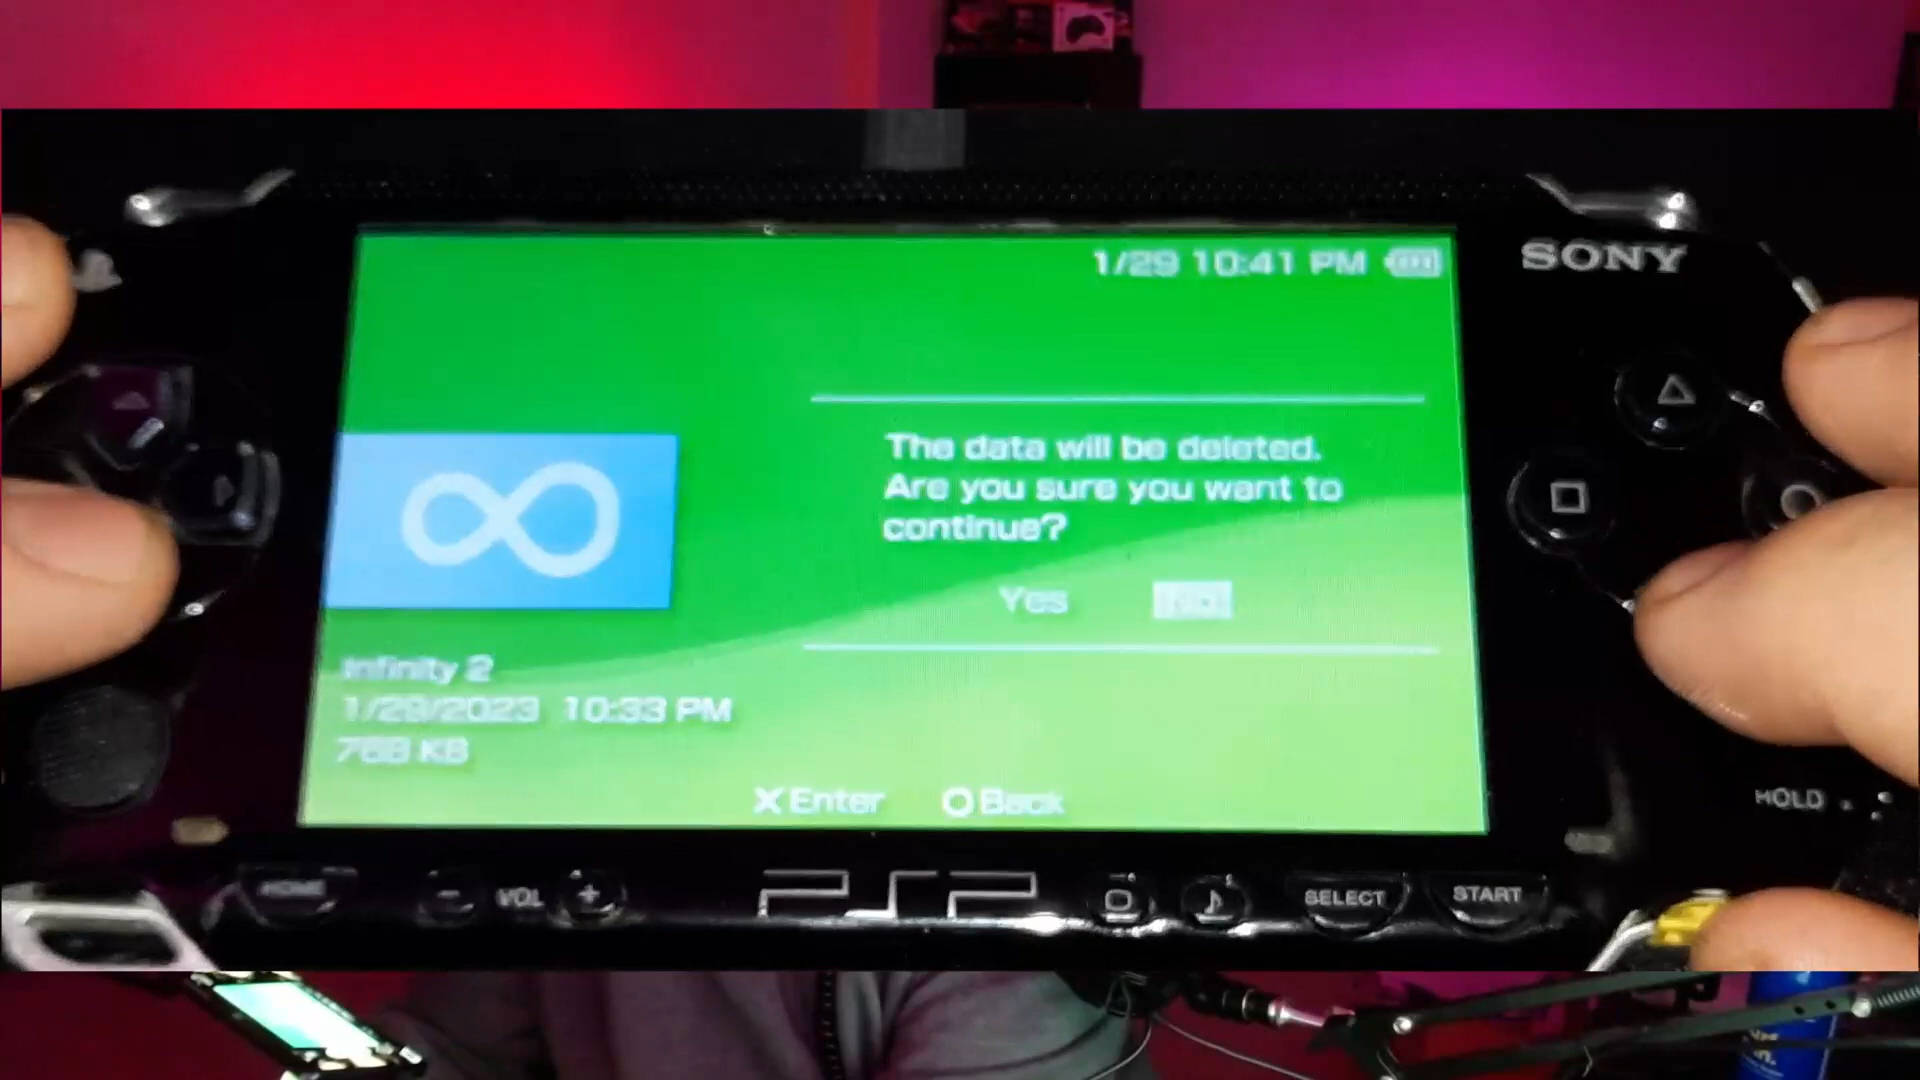 SONY
1/29 10:41 PM
The data will be deleted.
Are you sure you want to
continue?
Yes No
Infinity 2
1/29/2023 10:33 PM
768 KB
X Enter O Back
HOLD
HOME - VOL + PSP SELECT START